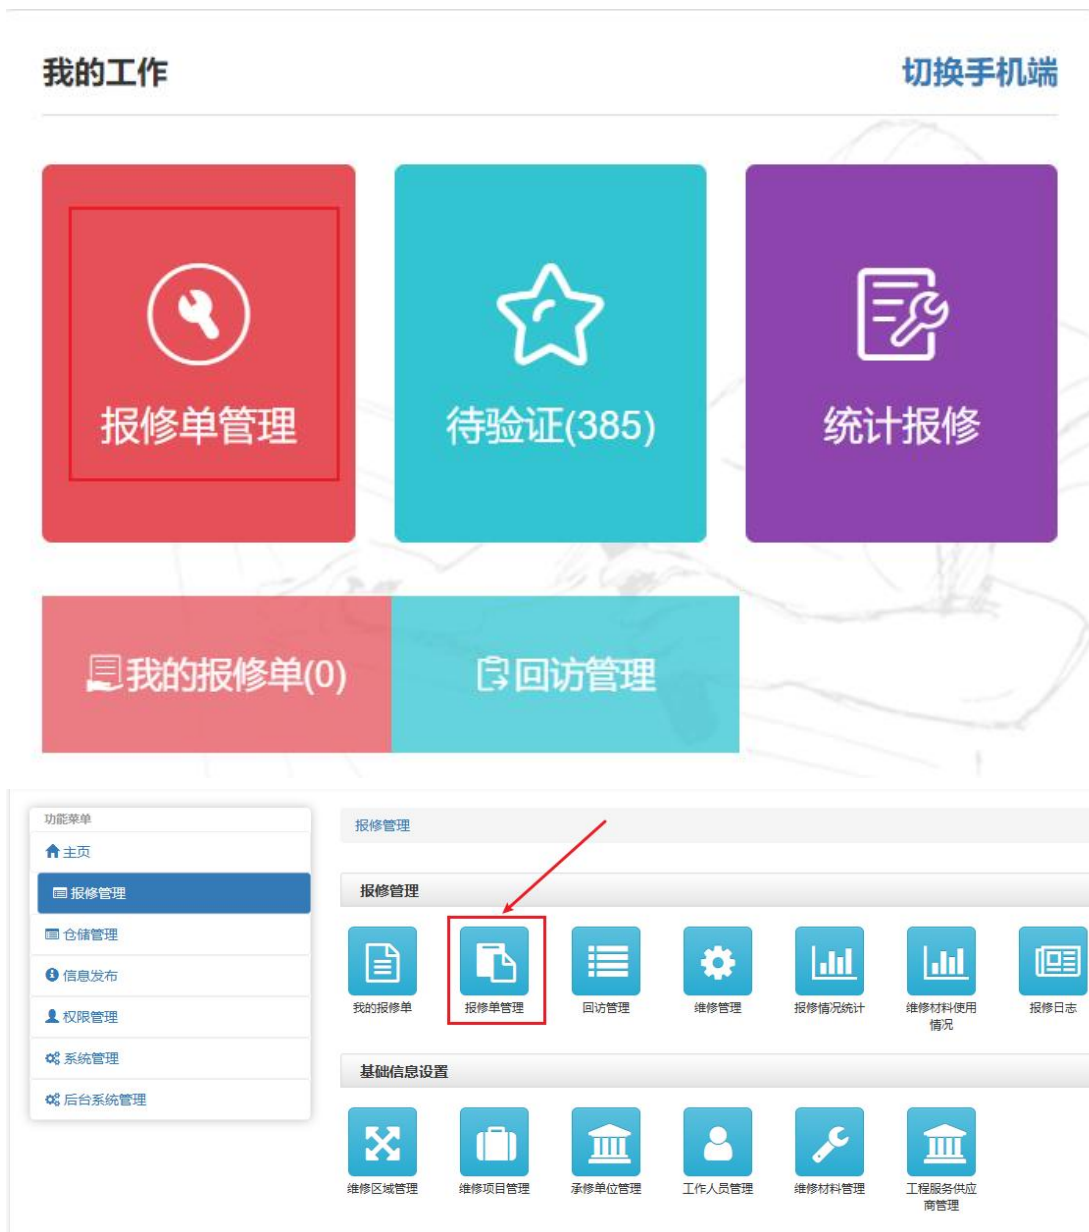 我的工作
切换手机端
报修单管理
待验证(385)
统计报修
我的报修单(0)
回访管理
功能菜单
主页
报修管理
仓储管理
信息发布
权限管理
系统管理
后台系统管理
报修管理
报修管理
我的报修单
报修单管理
回访管理
维修管理
报修情况统计
维修材料使用
情况
报修日志
基础信息设置
维修区域管理
维修项目管理
承修单位管理
工作人员管理
维修材料管理
工程服务供应
商管理